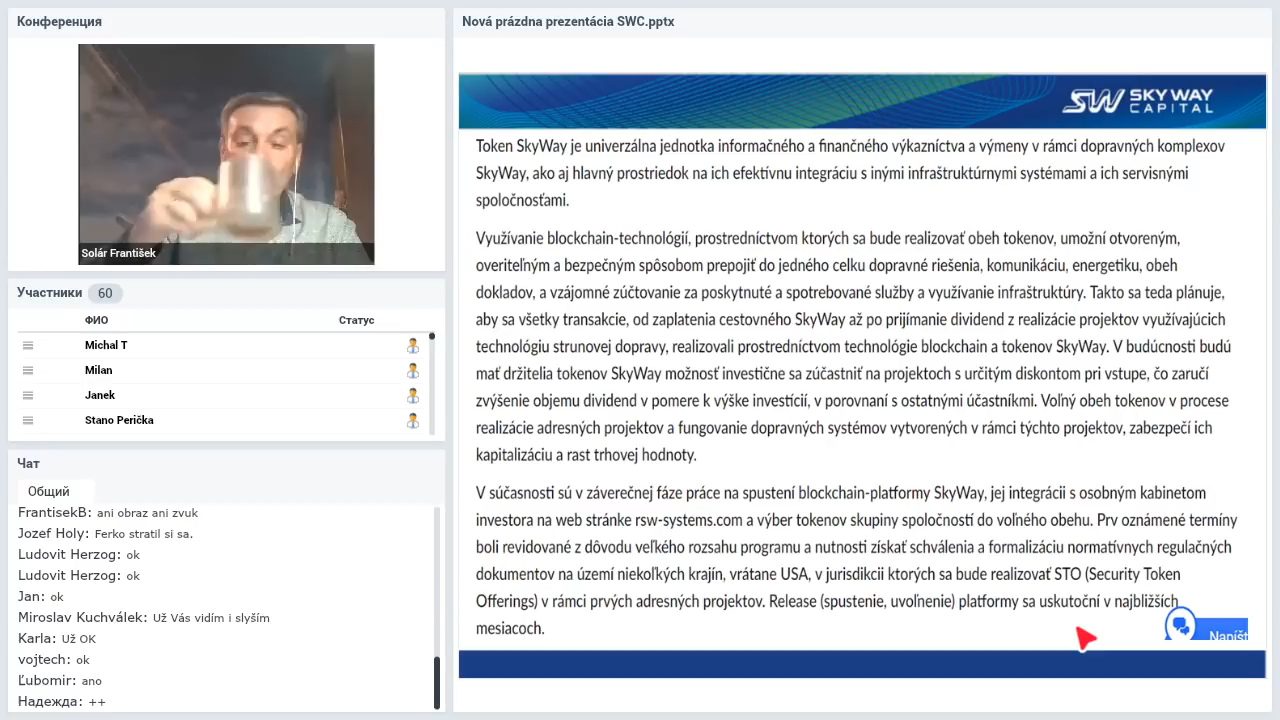 Конференция
Solár František
Участники 60
ФИО Статус
Michal T
Milan
Janek
Stano Perička
Чат
Общий
FrantisekB: ani obraz ani zvuk
Jozef Holy: Ferko stratil si sa.
Ludovit Herzog: ok
Ludovit Herzog: ok
Jan: ok
Miroslav Kuchválek: Už Vás vidím i slyším
Karla: Už OK
vojtech: ok
Ľubomir: ano
Надежда: ++
Nová prázdna prezentácia SWC.pptx
SW SKY WAY
CAPITAL
Token SkyWay je univerzálna jednotka informačného a finančného výkazníctva a výmeny v rámci dopravných komplexov
SkyWay, ako aj hlavný prostriedok na ich efektívnu integráciu s inými infraštruktúrnymi systémami a ich servisnými
spoločnosťami.
Využívanie blockchain-technológií, prostredníctvom ktorých sa bude realizovať obeh tokenov, umožní otvoreným,
overiteľným a bezpečným spôsobom prepojiť do jedného celku dopravné riešenia, komunikáciu, energetiku, obeh
dokladov, a vzájomné zúčtovanie za poskytnuté a spotrebované služby a využívanie infraštruktúry. Takto sa teda plánuje,
aby sa všetky transakcie, od zaplatenia cestovného SkyWay až po prijímanie dividend z realizácie projektov využívajúcich
technológiu strunovej dopravy, realizovali prostredníctvom technológie blockchain a tokenov SkyWay. V budúcnosti budú
mať držitelia tokenov SkyWay možnosť investične sa zúčastniť na projektoch s určitým diskontom pri vstupe, čo zaručí
zvýšenie objemu dividend v pomere k výške investícií, v porovnaní s ostatnými účastníkmi. Voľný obeh tokenov v procese
realizácie adresných projektov a fungovanie dopravných systémov vytvorených v rámci týchto projektov, zabezpečí ich
kapitalizáciu a rast trhovej hodnoty.
V súčasnosti sú v záverečnej fáze práce na spustení blockchain-platformy SkyWay, jej integrácii s osobným kabinetom
investora na web stránke rsw-systems.com a výber tokenov skupiny spoločností do voľného obehu. Prv oznámené termíny
boli revidované z dôvodu veľkého rozsahu programu a nutnosti získať schválenia a formalizáciu normatívnych regulačných
dokumentov na území niekoľkých krajín, vrátane USA, v jurisdikcii ktorých sa bude realizovať STO (Security Token
Offerings) v rámci prvých adresných projektov. Release (spustenie, uvoľnenie) platformy sa uskutoční v najbližších
mesiacoch.
Napíšt